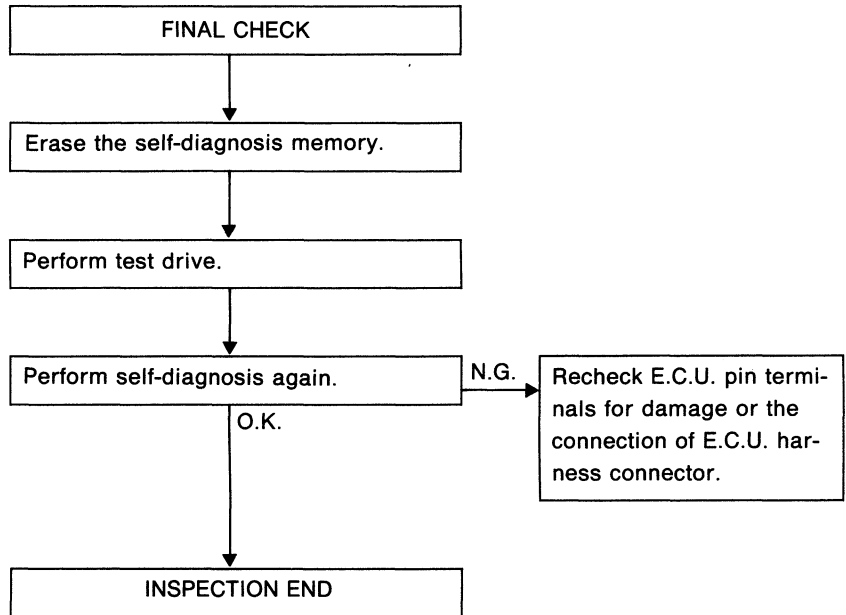 FINAL CHECK
Erase the self-diagnosis memory.
Perform test drive.
Perform self-diagnosis again.
N.G.
Recheck E.C.U. pin termi-
nals for damage or the
connection of E.C.U. har-
ness connector.
O.K.
INSPECTION END